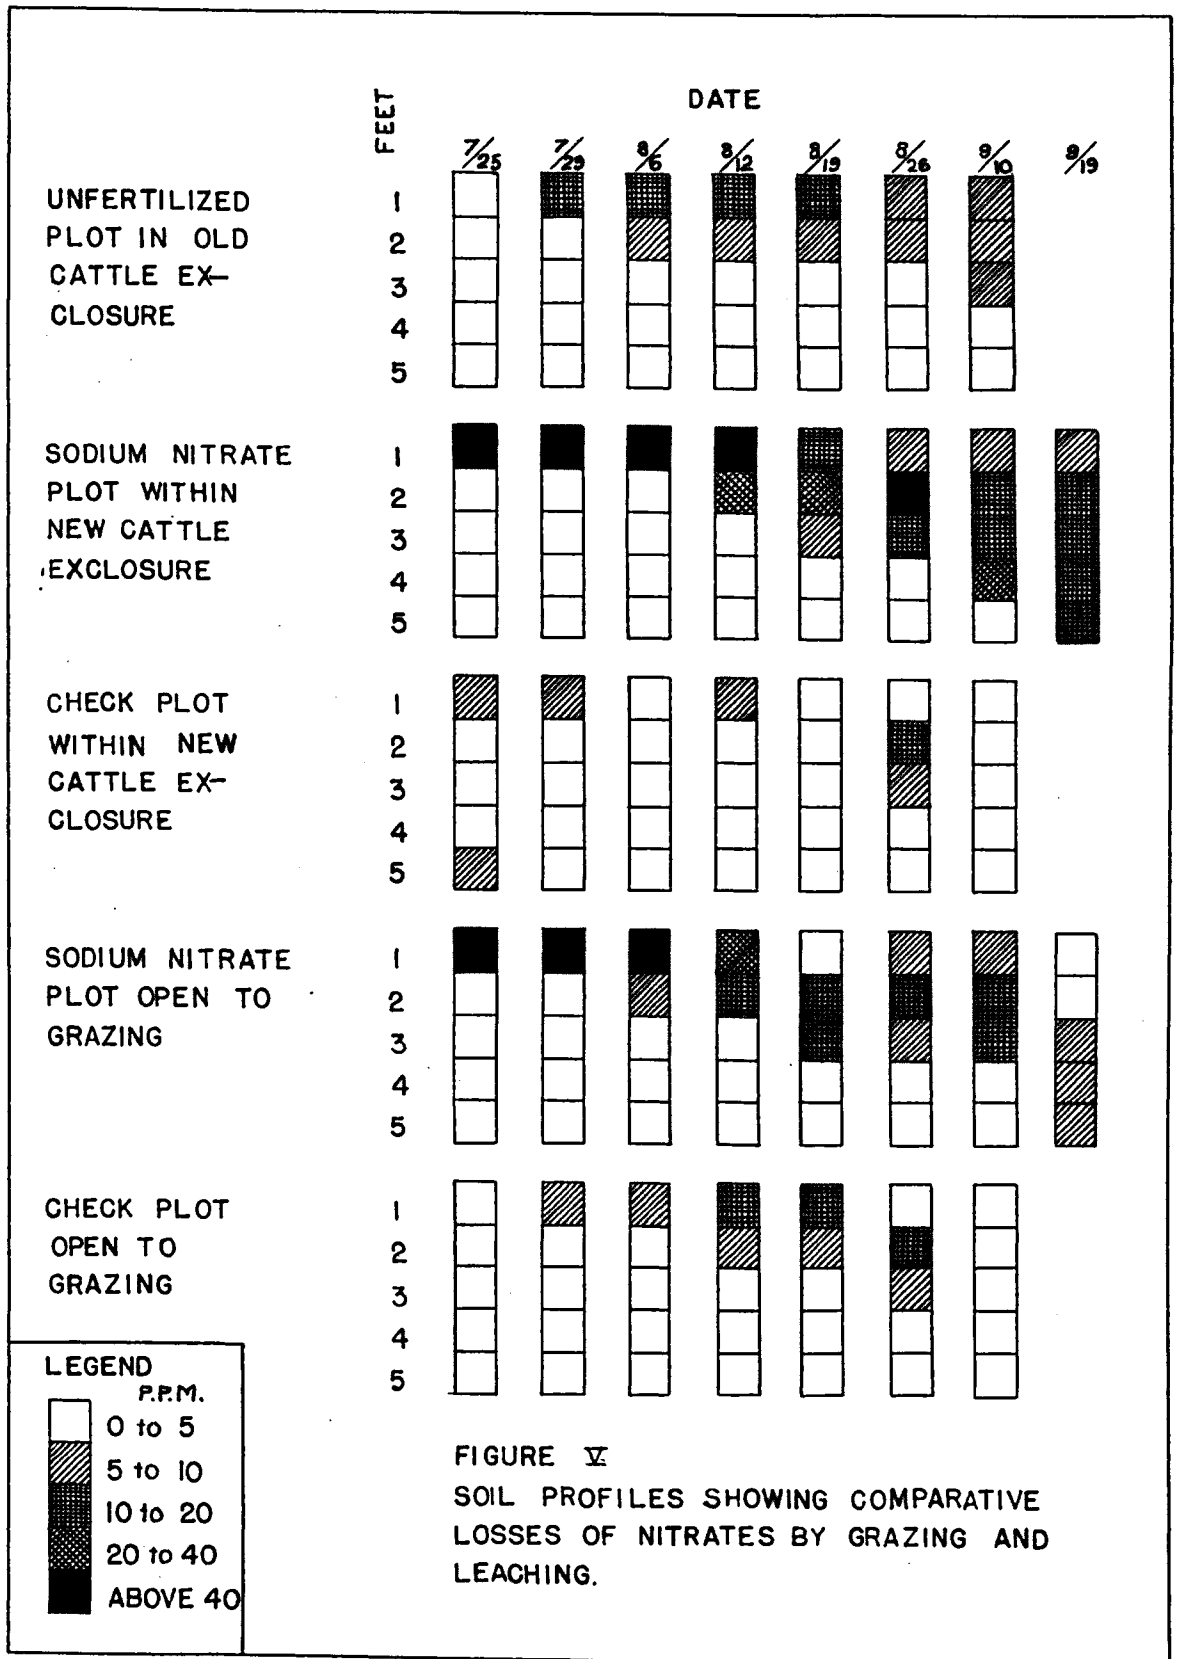 FEET
DATE
7/25 7/29 8/6 8/12 8/19 8/26 9/10 9/19
UNFERTILIZED
PLOT IN OLD
CATTLE EX-
CLOSURE
1
2
3
4
5
SODIUM NITRATE
PLOT WITHIN
NEW CATTLE
EXCLOSURE
1
2
3
4
5
CHECK PLOT
WITHIN NEW
CATTLE EX-
CLOSURE
1
2
3
4
5
SODIUM NITRATE
PLOT OPEN TO
GRAZING
1
2
3
4
5
CHECK PLOT
OPEN TO
GRAZING
1
2
3
4
5
LEGEND
P.P.M.
0 to 5
5 to 10
10 to 20
20 to 40
ABOVE 40
FIGURE V.
SOIL PROFILES SHOWING COMPARATIVE
LOSSES OF NITRATES BY GRAZING AND
LEACHING.